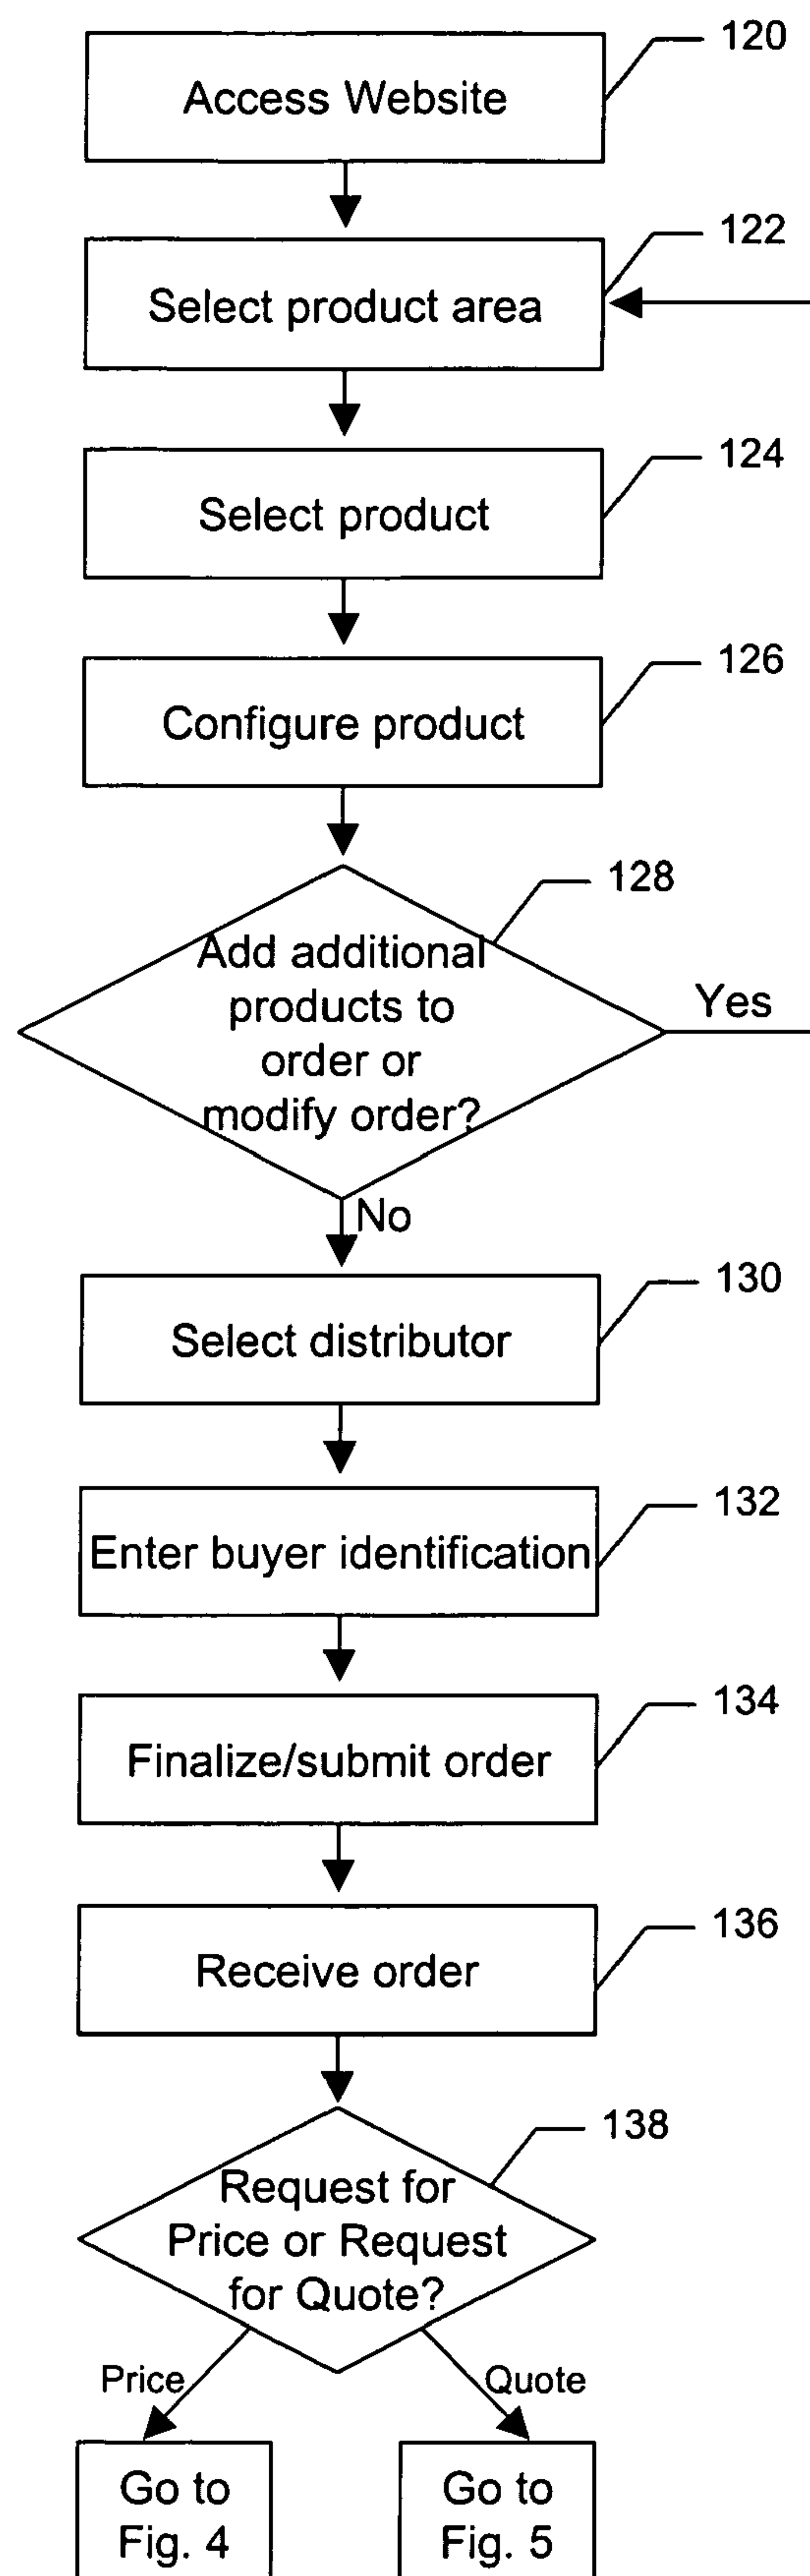 120
Access Website
122
Select product area
124
Select product
126
Configure product
128
Add additional
products to
order or
modify order?
Yes
No
130
Select distributor
132
Enter buyer identification
134
Finalize/submit order
136
Receive order
138
Request for
Price or Request
for Quote?
Price
Quote
Go to
Fig. 4
Go to
Fig. 5